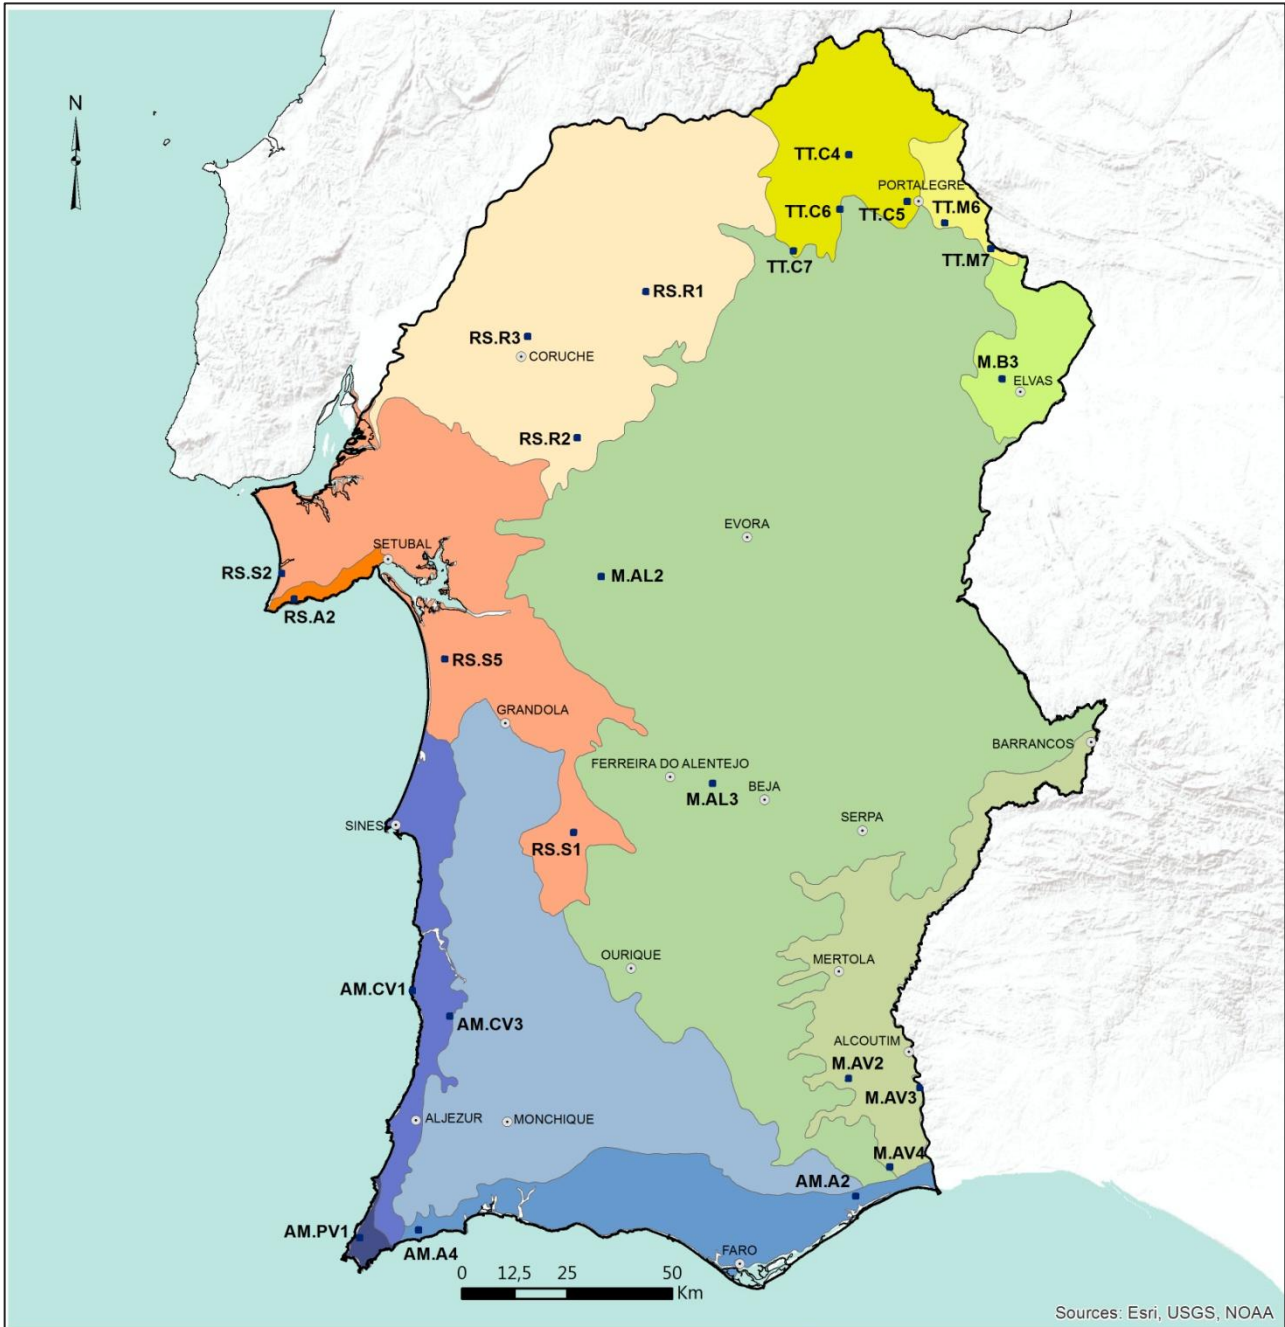 N
TT.C4
PORTALEGRE
TT.C6
TT.C5
TT.M6
TT.C7
TT.M7
RS.R1
RS.R3
CORUCHE
M.B3
ELVAS
RS.R2
EVORA
SETUBAL
RS.S2
M.AL2
RS.A2
RS.S5
GRANDOLA
BARRANCOS
FERREIRA DO ALENTEJO
M.AL3
BEJA
SINES
SERPA
RS.S1
OURIQUE
MERTOLA
AM.CV1
AM.CV3
ALCOUTIM
M.AV2
M.AV3
ALJEZUR
MONCHIQUE
M.AV4
AM.A2
AM.PV1
AM.A4
FARO
0 12,5 25 50
Km
Sources: Esri, USGS, NOAA